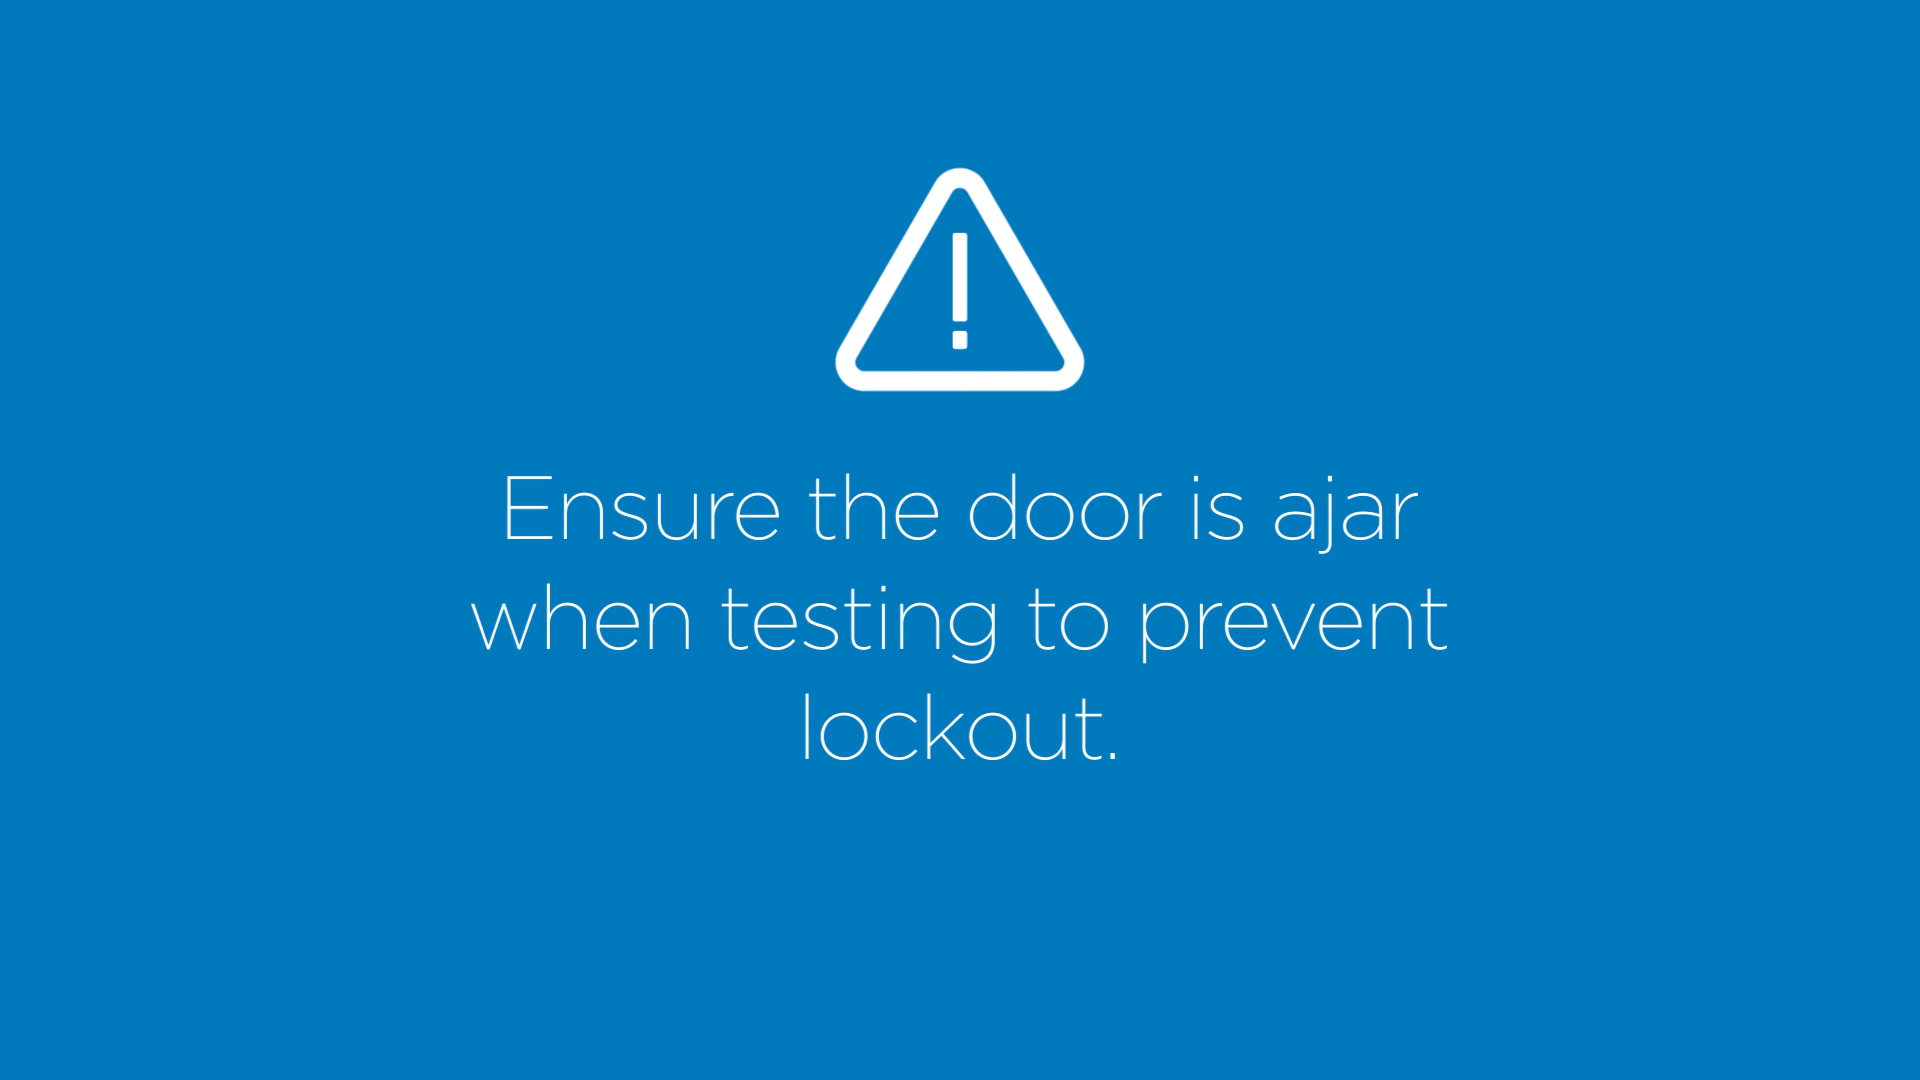 Ensure the door is ajar
when testing to prevent
lockout.